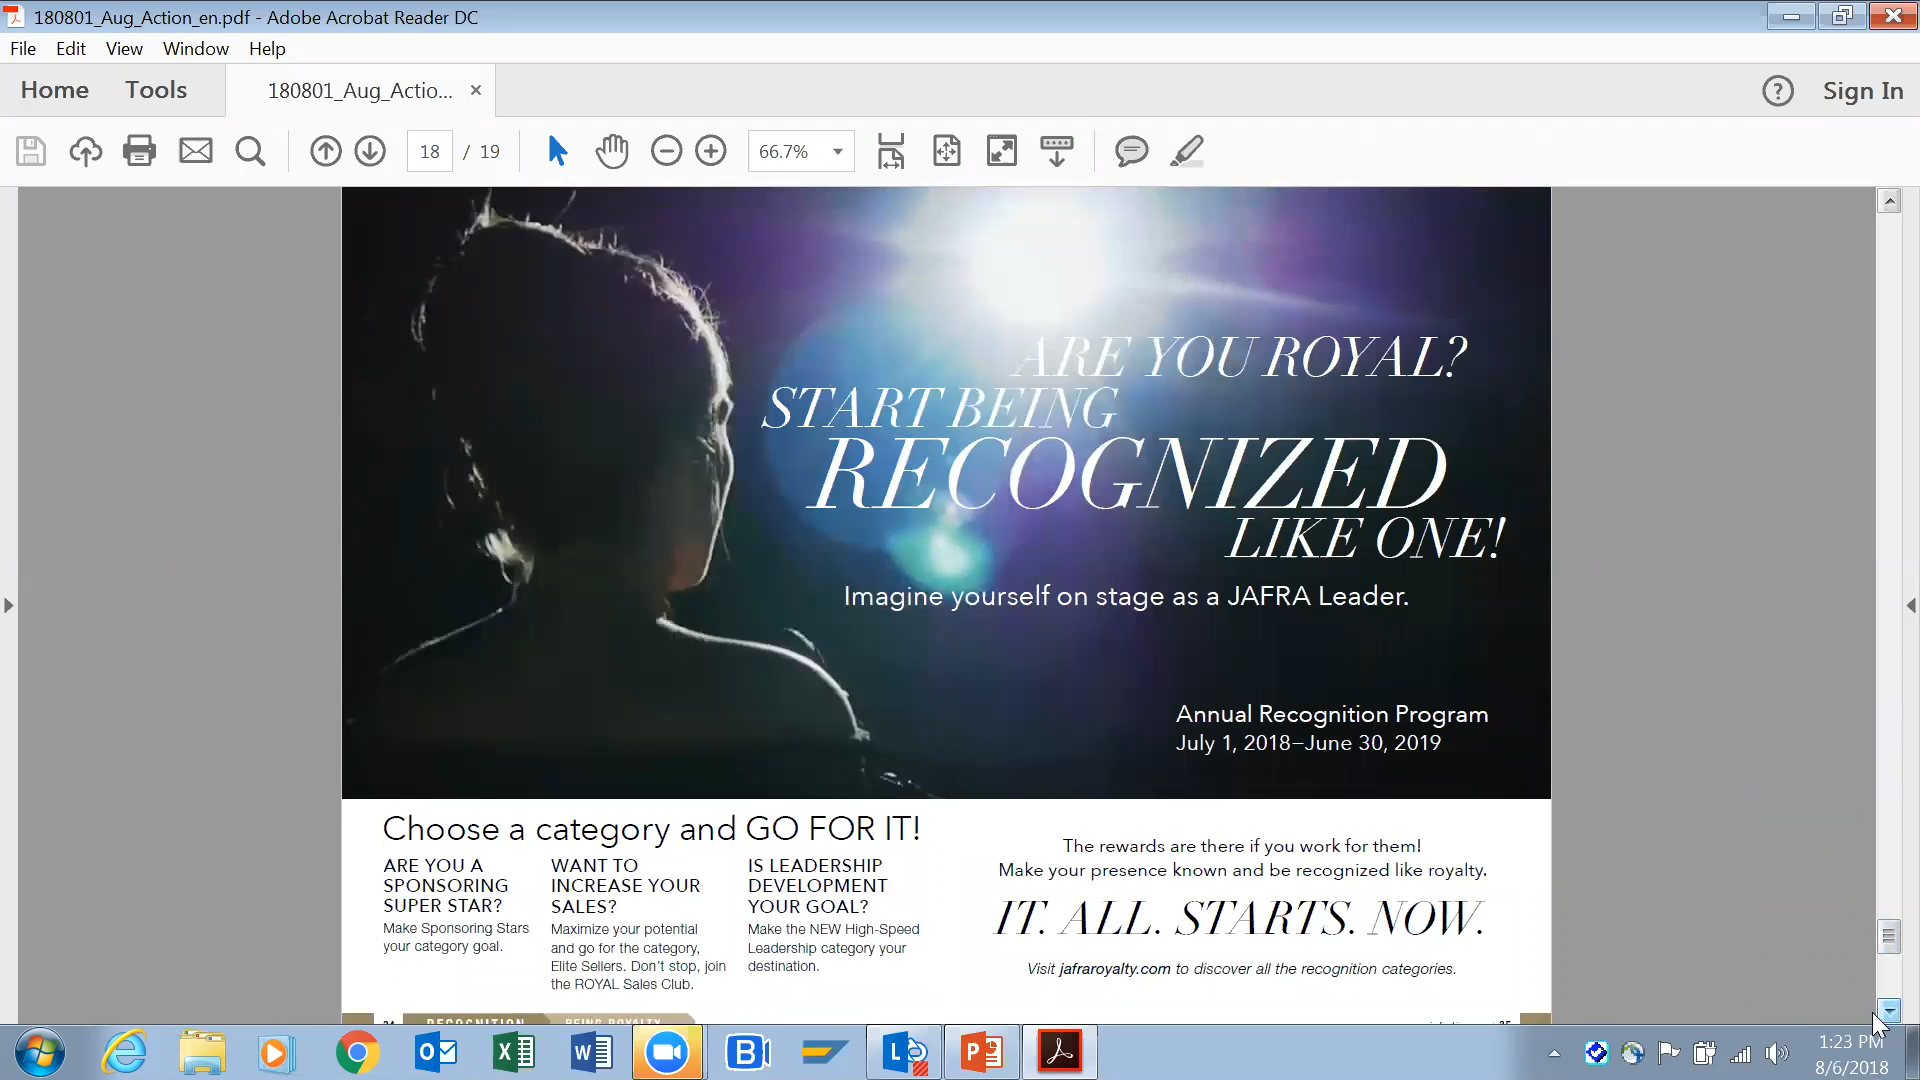 180801_Aug_Action_en.pdf - Adobe Acrobat Reader DC
File Edit View Window Help
Home Tools 180801_Aug_Actio... × ? Sign In
18 / 19 66.7%
ARE YOU ROYAL?
START BEING
RECOGNIZED
LIKE ONE!
Imagine yourself on stage as a JAFRA Leader.
Annual Recognition Program
July 1, 2018–June 30, 2019
Choose a category and GO FOR IT!
ARE YOU A
SPONSORING
SUPER STAR?
Make Sponsoring Stars
your category goal.
WANT TO
INCREASE YOUR
SALES?
Maximize your potential
and go for the category,
Elite Sellers. Don't stop, join
the ROYAL Sales Club.
IS LEADERSHIP
DEVELOPMENT
YOUR GOAL?
Make the NEW High-Speed
Leadership category your
destination.
The rewards are there if you work for them!
Make your presence known and be recognized like royalty.
IT. ALL. STARTS. NOW.
Visit jafraroyalty.com to discover all the recognition categories.
RECOGNITION BEING ROYALTY
1:23 PM
8/6/2018